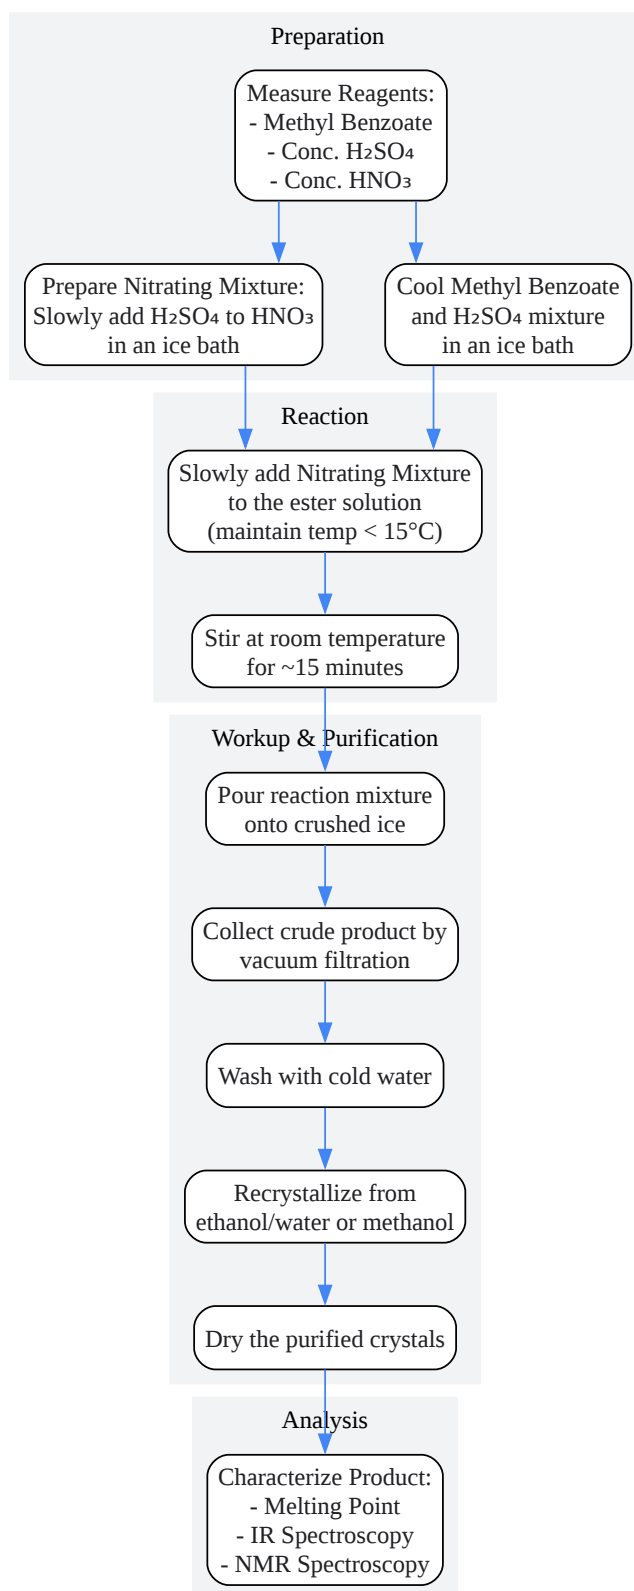 Preparation
Measure Reagents:
- Methyl Benzoate
- Conc. H₂SO₄
- Conc. HNO₃
Prepare Nitrating Mixture:
Slowly add H₂SO₄ to HNO₃
in an ice bath
Cool Methyl Benzoate
and H₂SO₄ mixture
in an ice bath
Reaction
Slowly add Nitrating Mixture
to the ester solution
(maintain temp < 15°C)
Stir at room temperature
for ~15 minutes
Workup & Purification
Pour reaction mixture
onto crushed ice
Collect crude product by
vacuum filtration
Wash with cold water
Recrystallize from
ethanol/water or methanol
Dry the purified crystals
Analysis
Characterize Product:
- Melting Point
- IR Spectroscopy
- NMR Spectroscopy